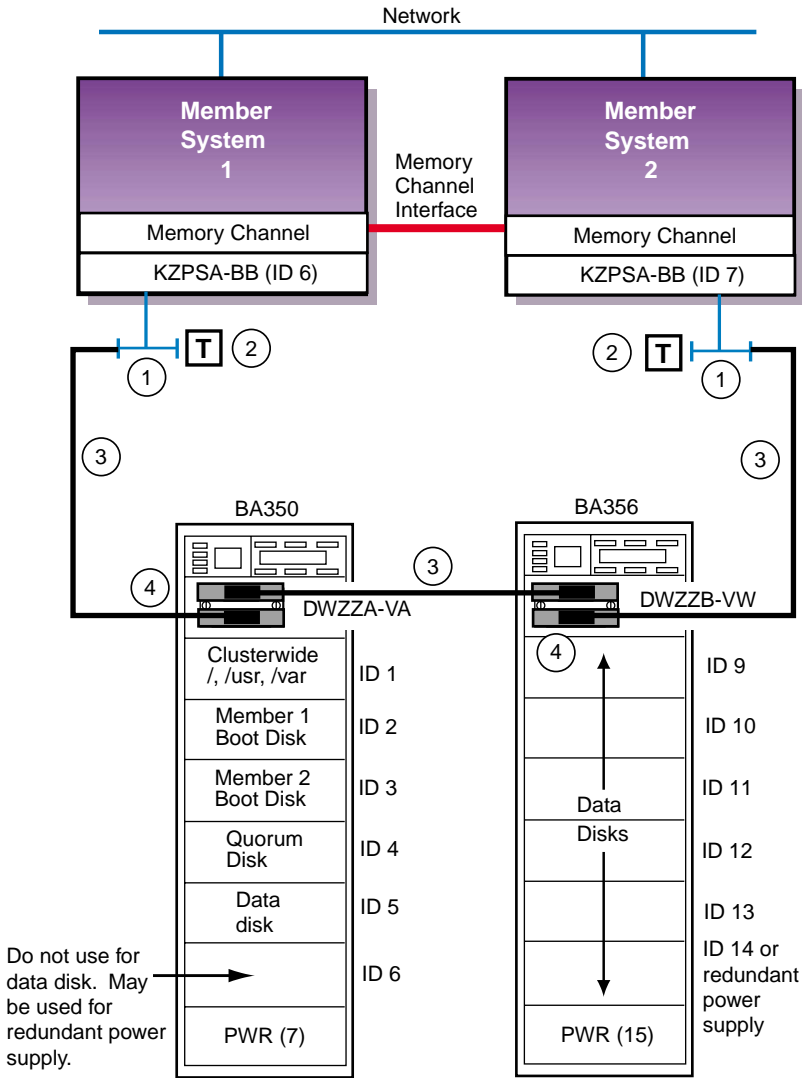 Network
Member
System
1
Member
System
2
Memory
Channel
Interface
Memory Channel
Memory Channel
KZPSA-BB (ID 6)
KZPSA-BB (ID 7)
T
2
2
T
1
1
3
3
BA350
BA356
3
4
DWZZA-VA
DWZZB-VW
4
Clusterwide
/, /usr, /var
ID 1
Member 1
Boot Disk
ID 2
Member 2
Boot Disk
ID 3
Quorum
Disk
ID 4
Data
disk
ID 5
Do not use for
data disk.  May
be used for
redundant power
supply.
ID 6
PWR (7)
ID 9
ID 10
ID 11
Data
Disks
ID 12
ID 13
ID 14 or
redundant
power
supply
PWR (15)